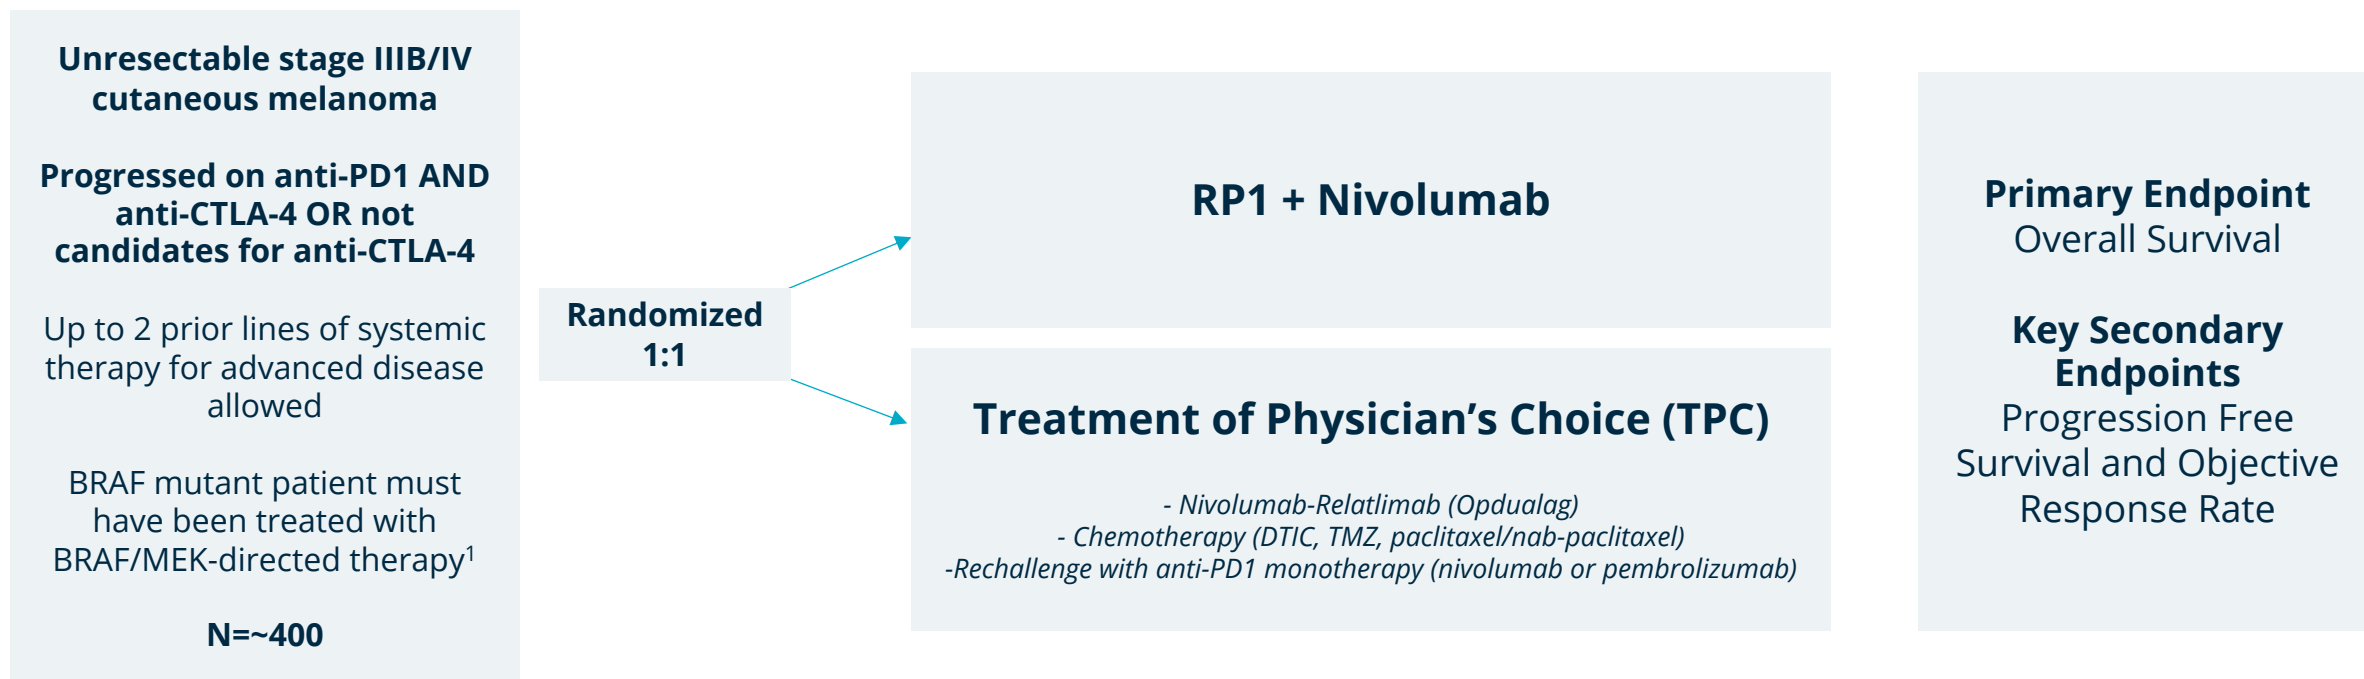 Unresectable stage IIIB/IV
cutaneous melanoma
Progressed on anti-PD1 AND
anti-CTLA-4 OR not
candidates for anti-CTLA-4
Up to 2 prior lines of systemic
therapy for advanced disease
allowed
BRAF mutant patient must
have been treated with
BRAF/MEK-directed therapy¹
N=~400
Randomized
1:1
RP1 + Nivolumab
Treatment of Physician’s Choice (TPC)
- Nivolumab-Relatlimab (Opdualag)
- Chemotherapy (DTIC, TMZ, paclitaxel/nab-paclitaxel)
-Rechallenge with anti-PD1 monotherapy (nivolumab or pembrolizumab)
Primary Endpoint
Overall Survival
Key Secondary
Endpoints
Progression Free
Survival and Objective
Response Rate